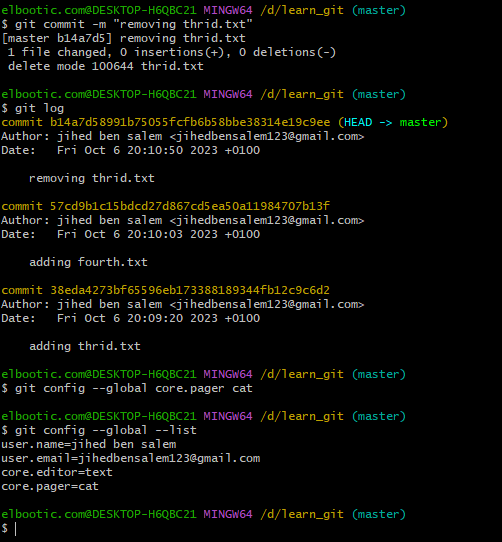 elbootic.com@DESKTOP-H6QBC21 MINGW64 /d/learn_git (master)
$ git commit -m "removing thrid.txt"
[master b14a7d5] removing thrid.txt
 1 file changed, 0 insertions(+), 0 deletions(-)
 delete mode 100644 thrid.txt

elbootic.com@DESKTOP-H6QBC21 MINGW64 /d/learn_git (master)
$ git log
commit b14a7d58991b75055fcfb6b58bbe38314e19c9ee (HEAD -> master)
Author: jihed ben salem <jihedbensalem123@gmail.com>
Date:   Fri Oct 6 20:10:50 2023 +0100

    removing thrid.txt

commit 57cd9b1c15bdcd27d867cd5ea50a11984707b13f
Author: jihed ben salem <jihedbensalem123@gmail.com>
Date:   Fri Oct 6 20:10:03 2023 +0100

    adding fourth.txt

commit 38eda4273bf65596eb173388189344fb12c9c6d2
Author: jihed ben salem <jihedbensalem123@gmail.com>
Date:   Fri Oct 6 20:09:20 2023 +0100

    adding thrid.txt

elbootic.com@DESKTOP-H6QBC21 MINGW64 /d/learn_git (master)
$ git config --global core.pager cat

elbootic.com@DESKTOP-H6QBC21 MINGW64 /d/learn_git (master)
$ git config --global --list
user.name=jihed ben salem
user.email=jihedbensalem123@gmail.com
core.editor=text
core.pager=cat

elbootic.com@DESKTOP-H6QBC21 MINGW64 /d/learn_git (master)
$